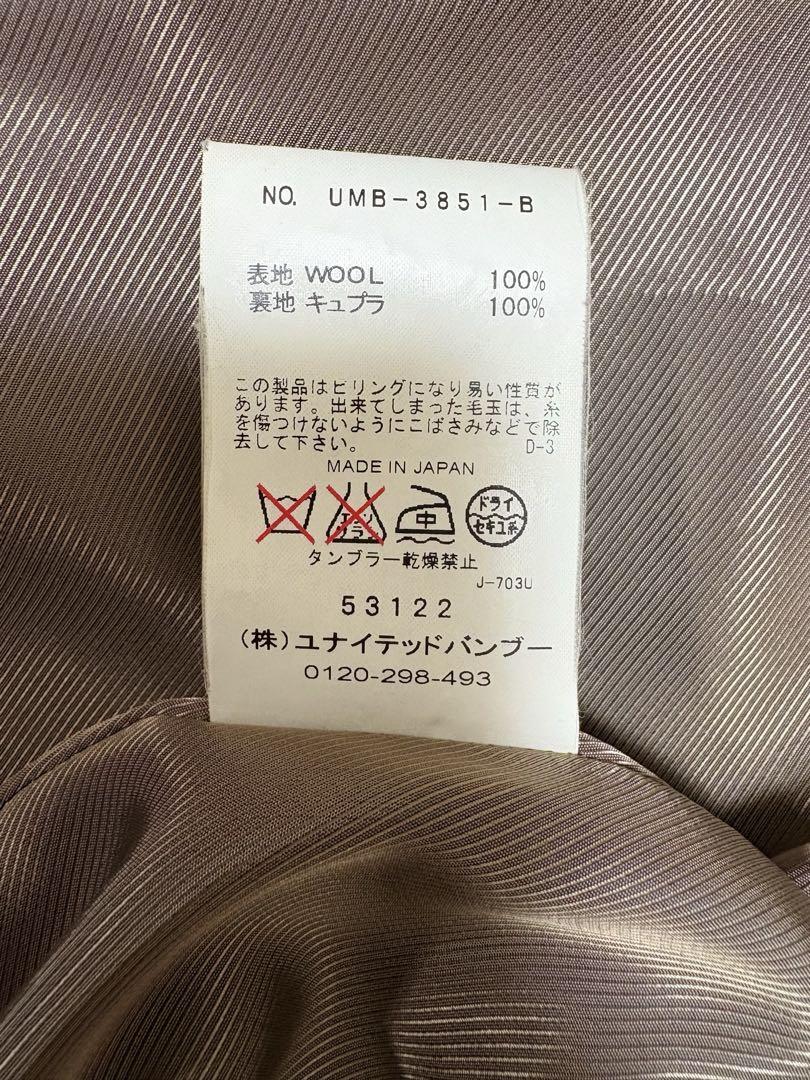 NO. UMB-3851-B
表地 WOOL 100%
裏地 キュプラ 100%
この製品はピリングになり易い性質が
あります。出来てしまった毛玉は、糸
を傷つけないようにこばさみなどで除
去して下さい。 D-3
MADE IN JAPAN
エンソ
サラ
中
ドライ
セキユ系
タンブラー乾燥禁止
J-703U
53122
(株)ユナイテッドバンブー
0120-298-493